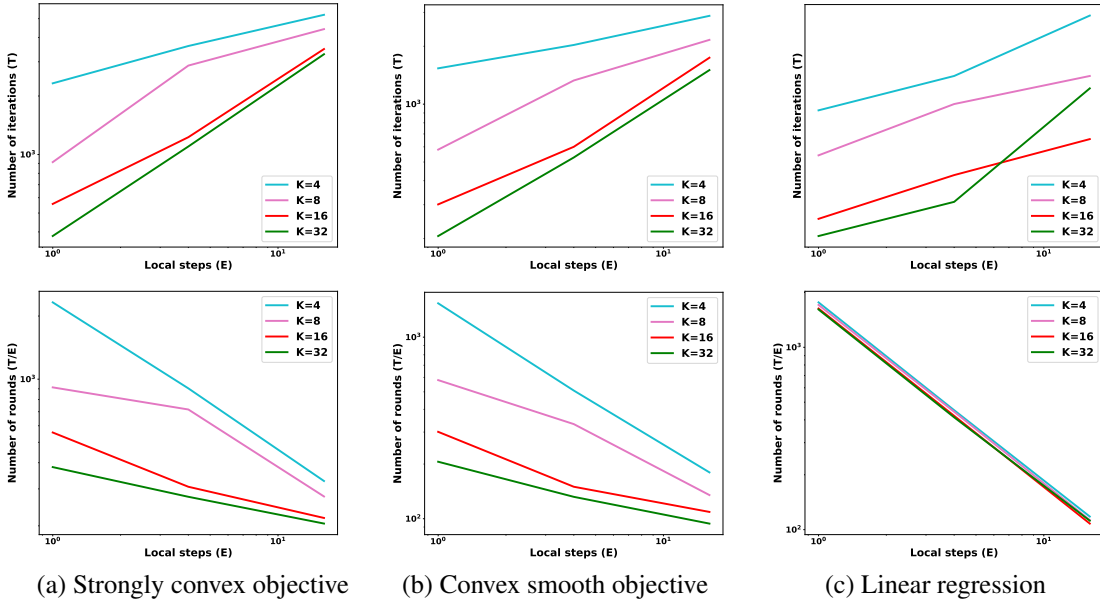 Number of iterations (T)
10³
K=4
K=8
K=16
K=32
10⁰
10¹
Local steps (E)
Number of iterations (T)
10³
K=4
K=8
K=16
K=32
10⁰
10¹
Local steps (E)
Number of iterations (T)
K=4
K=8
K=16
K=32
10⁰
10¹
Local steps (E)
Number of rounds (T/E)
10³
K=4
K=8
K=16
K=32
10⁰
10¹
Local steps (E)
Number of rounds (T/E)
10³
10²
K=4
K=8
K=16
K=32
10⁰
10¹
Local steps (E)
Number of rounds (T/E)
10³
10²
K=4
K=8
K=16
K=32
10⁰
10¹
Local steps (E)
(a) Strongly convex objective
(b) Convex smooth objective
(c) Linear regression